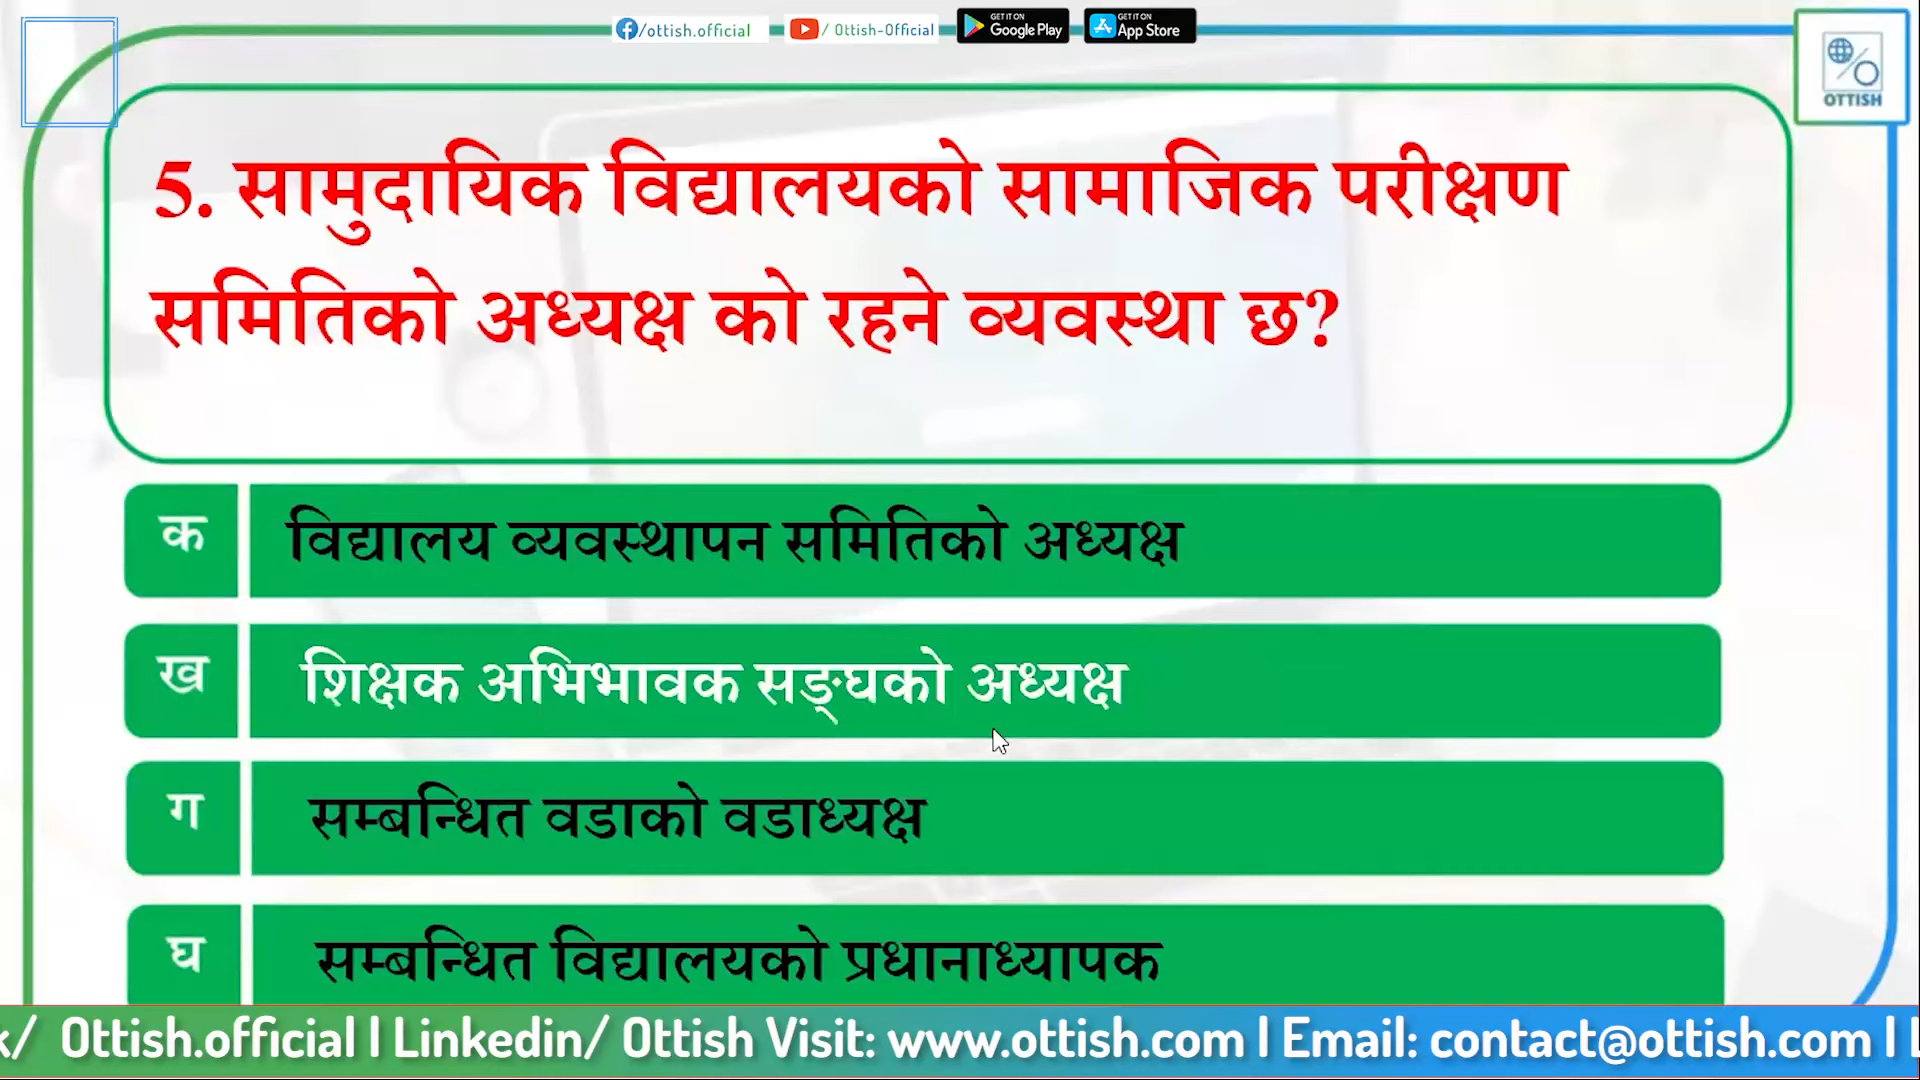 /ottish.official / Ottish-Official GET IT ON Google Play GET IT ON App Store
OTTISH
5. सामुदायिक विद्यालयको सामाजिक परीक्षण
समितिको अध्यक्ष को रहने व्यवस्था छ?
क विद्यालय व्यवस्थापन समितिको अध्यक्ष
ख शिक्षक अभिभावक सङ्घको अध्यक्ष
ग सम्बन्धित वडाको वडाध्यक्ष
घ सम्बन्धित विद्यालयको प्रधानाध्यापक
/ Ottish.official | Linkedin/ Ottish Visit: www.ottish.com | Email: contact@ottish.com |